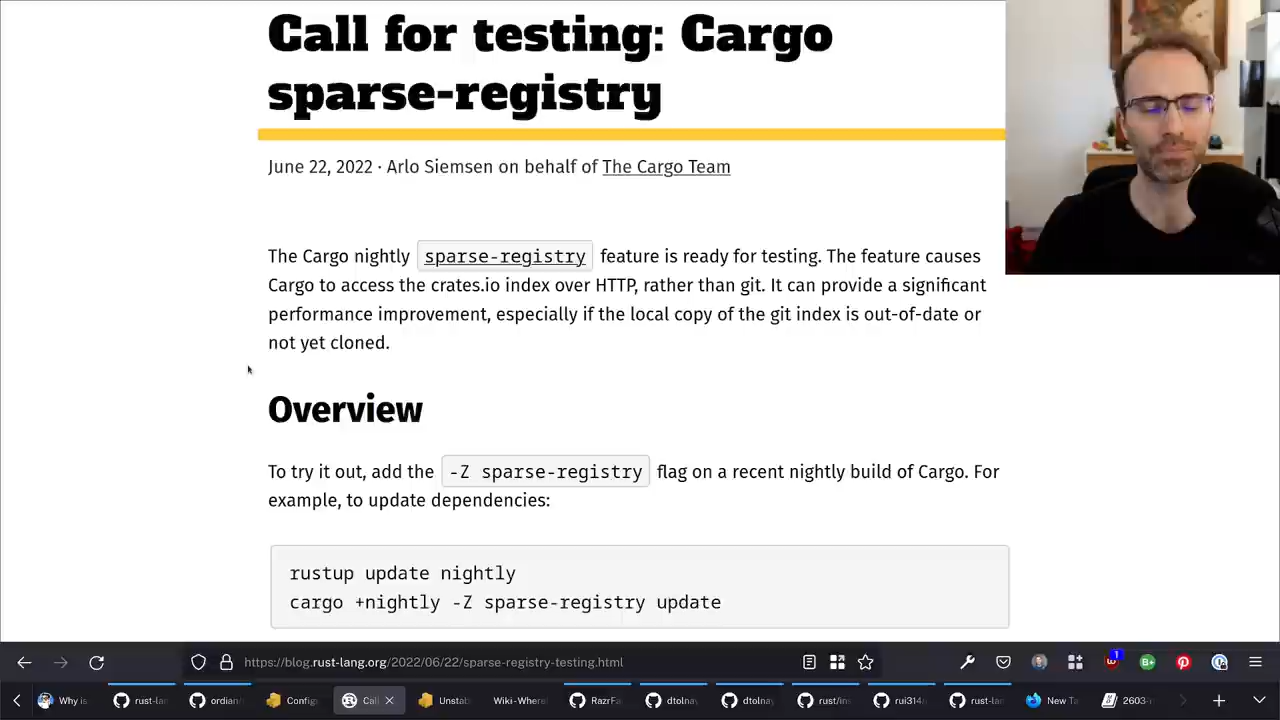 Call for testing: Cargo
sparse-registry
June 22, 2022 · Arlo Siemsen on behalf of The Cargo Team
The Cargo nightly sparse-registry feature is ready for testing. The feature causes
Cargo to access the crates.io index over HTTP, rather than git. It can provide a significant
performance improvement, especially if the local copy of the git index is out-of-date or
not yet cloned.
Overview
To try it out, add the -Z sparse-registry flag on a recent nightly build of Cargo. For
example, to update dependencies:
rustup update nightly
cargo +nightly -Z sparse-registry update
https://blog.rust-lang.org/2022/06/22/sparse-registry-testing.html
1
Why is
rust-lan
ordian/
Config
Call
Unstab
Wiki-Where
RazrFa
dtolnay
dtolnay
rust/in
rui314/
rust-lan
New Ta
2603-r